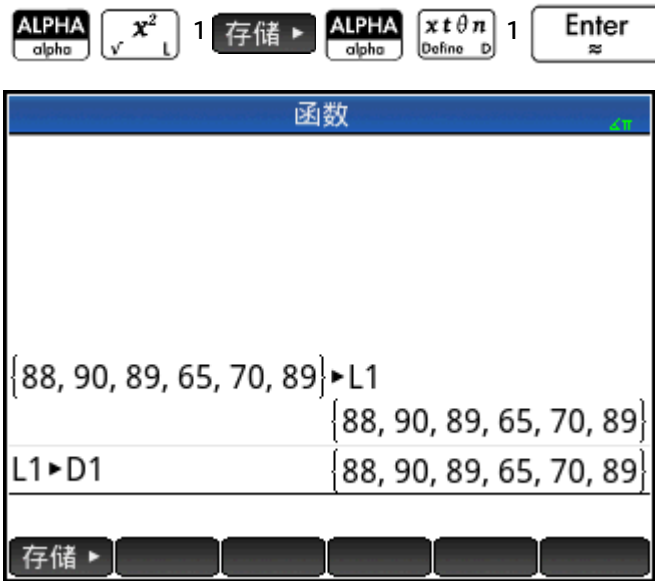 ALPHA alpha √ x² L 1 存储 ► ALPHA alpha x t θ n Define D 1 Enter ≈
函数 ∡π
{88, 90, 89, 65, 70, 89}►L1
{88, 90, 89, 65, 70, 89}
L1►D1 {88, 90, 89, 65, 70, 89}
存储 ►